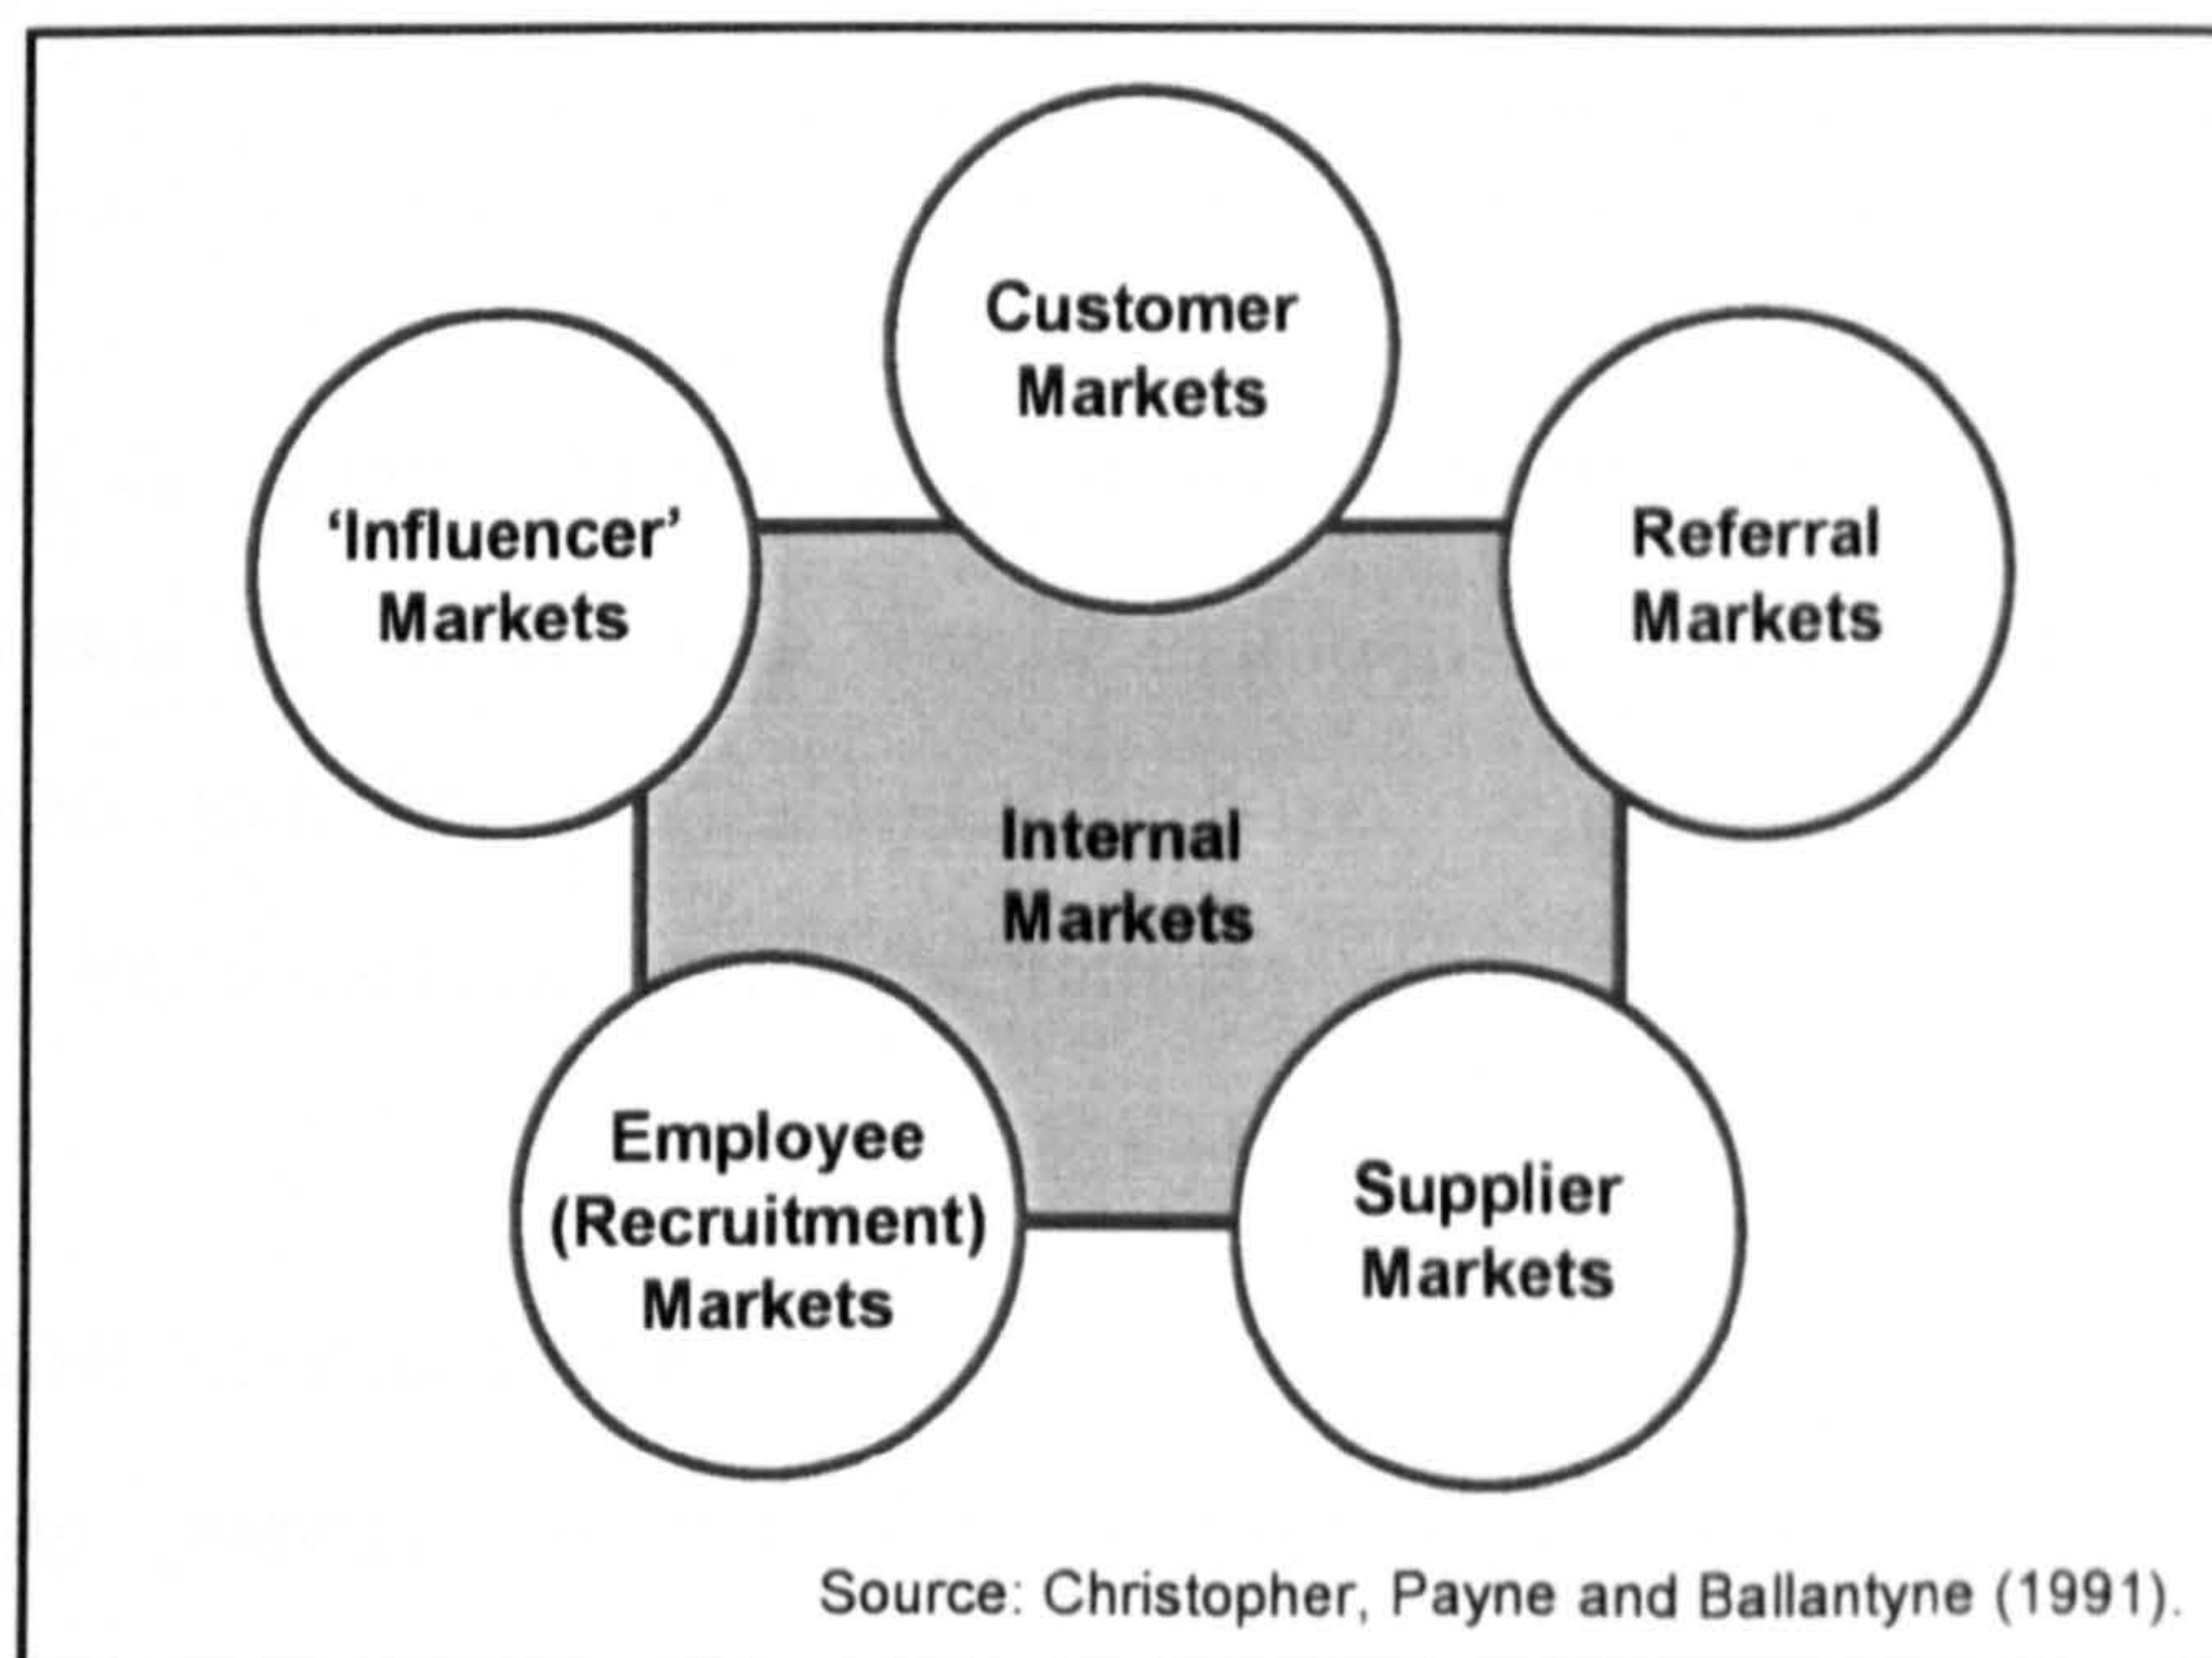 Customer
Markets
‘Influencer’
Markets
Referral
Markets
Internal
Markets
Employee
(Recruitment)
Markets
Supplier
Markets
Source: Christopher, Payne and Ballantyne (1991).